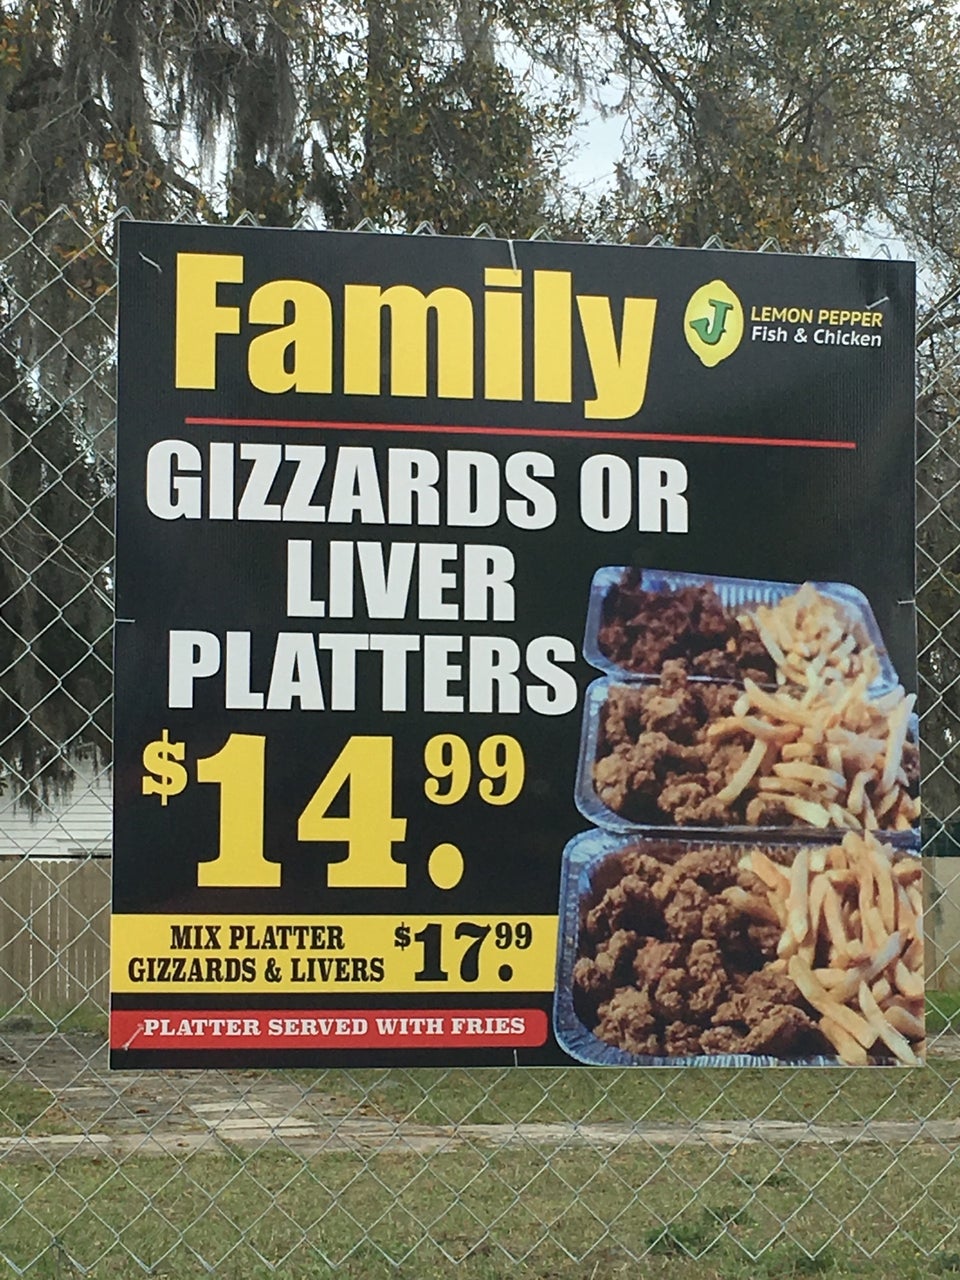 Family
J
LEMON PEPPER
Fish & Chicken
GIZZARDS OR
LIVER
PLATTERS
$14.99
MIX PLATTER
GIZZARDS & LIVERS
$17.99
PLATTER SERVED WITH FRIES